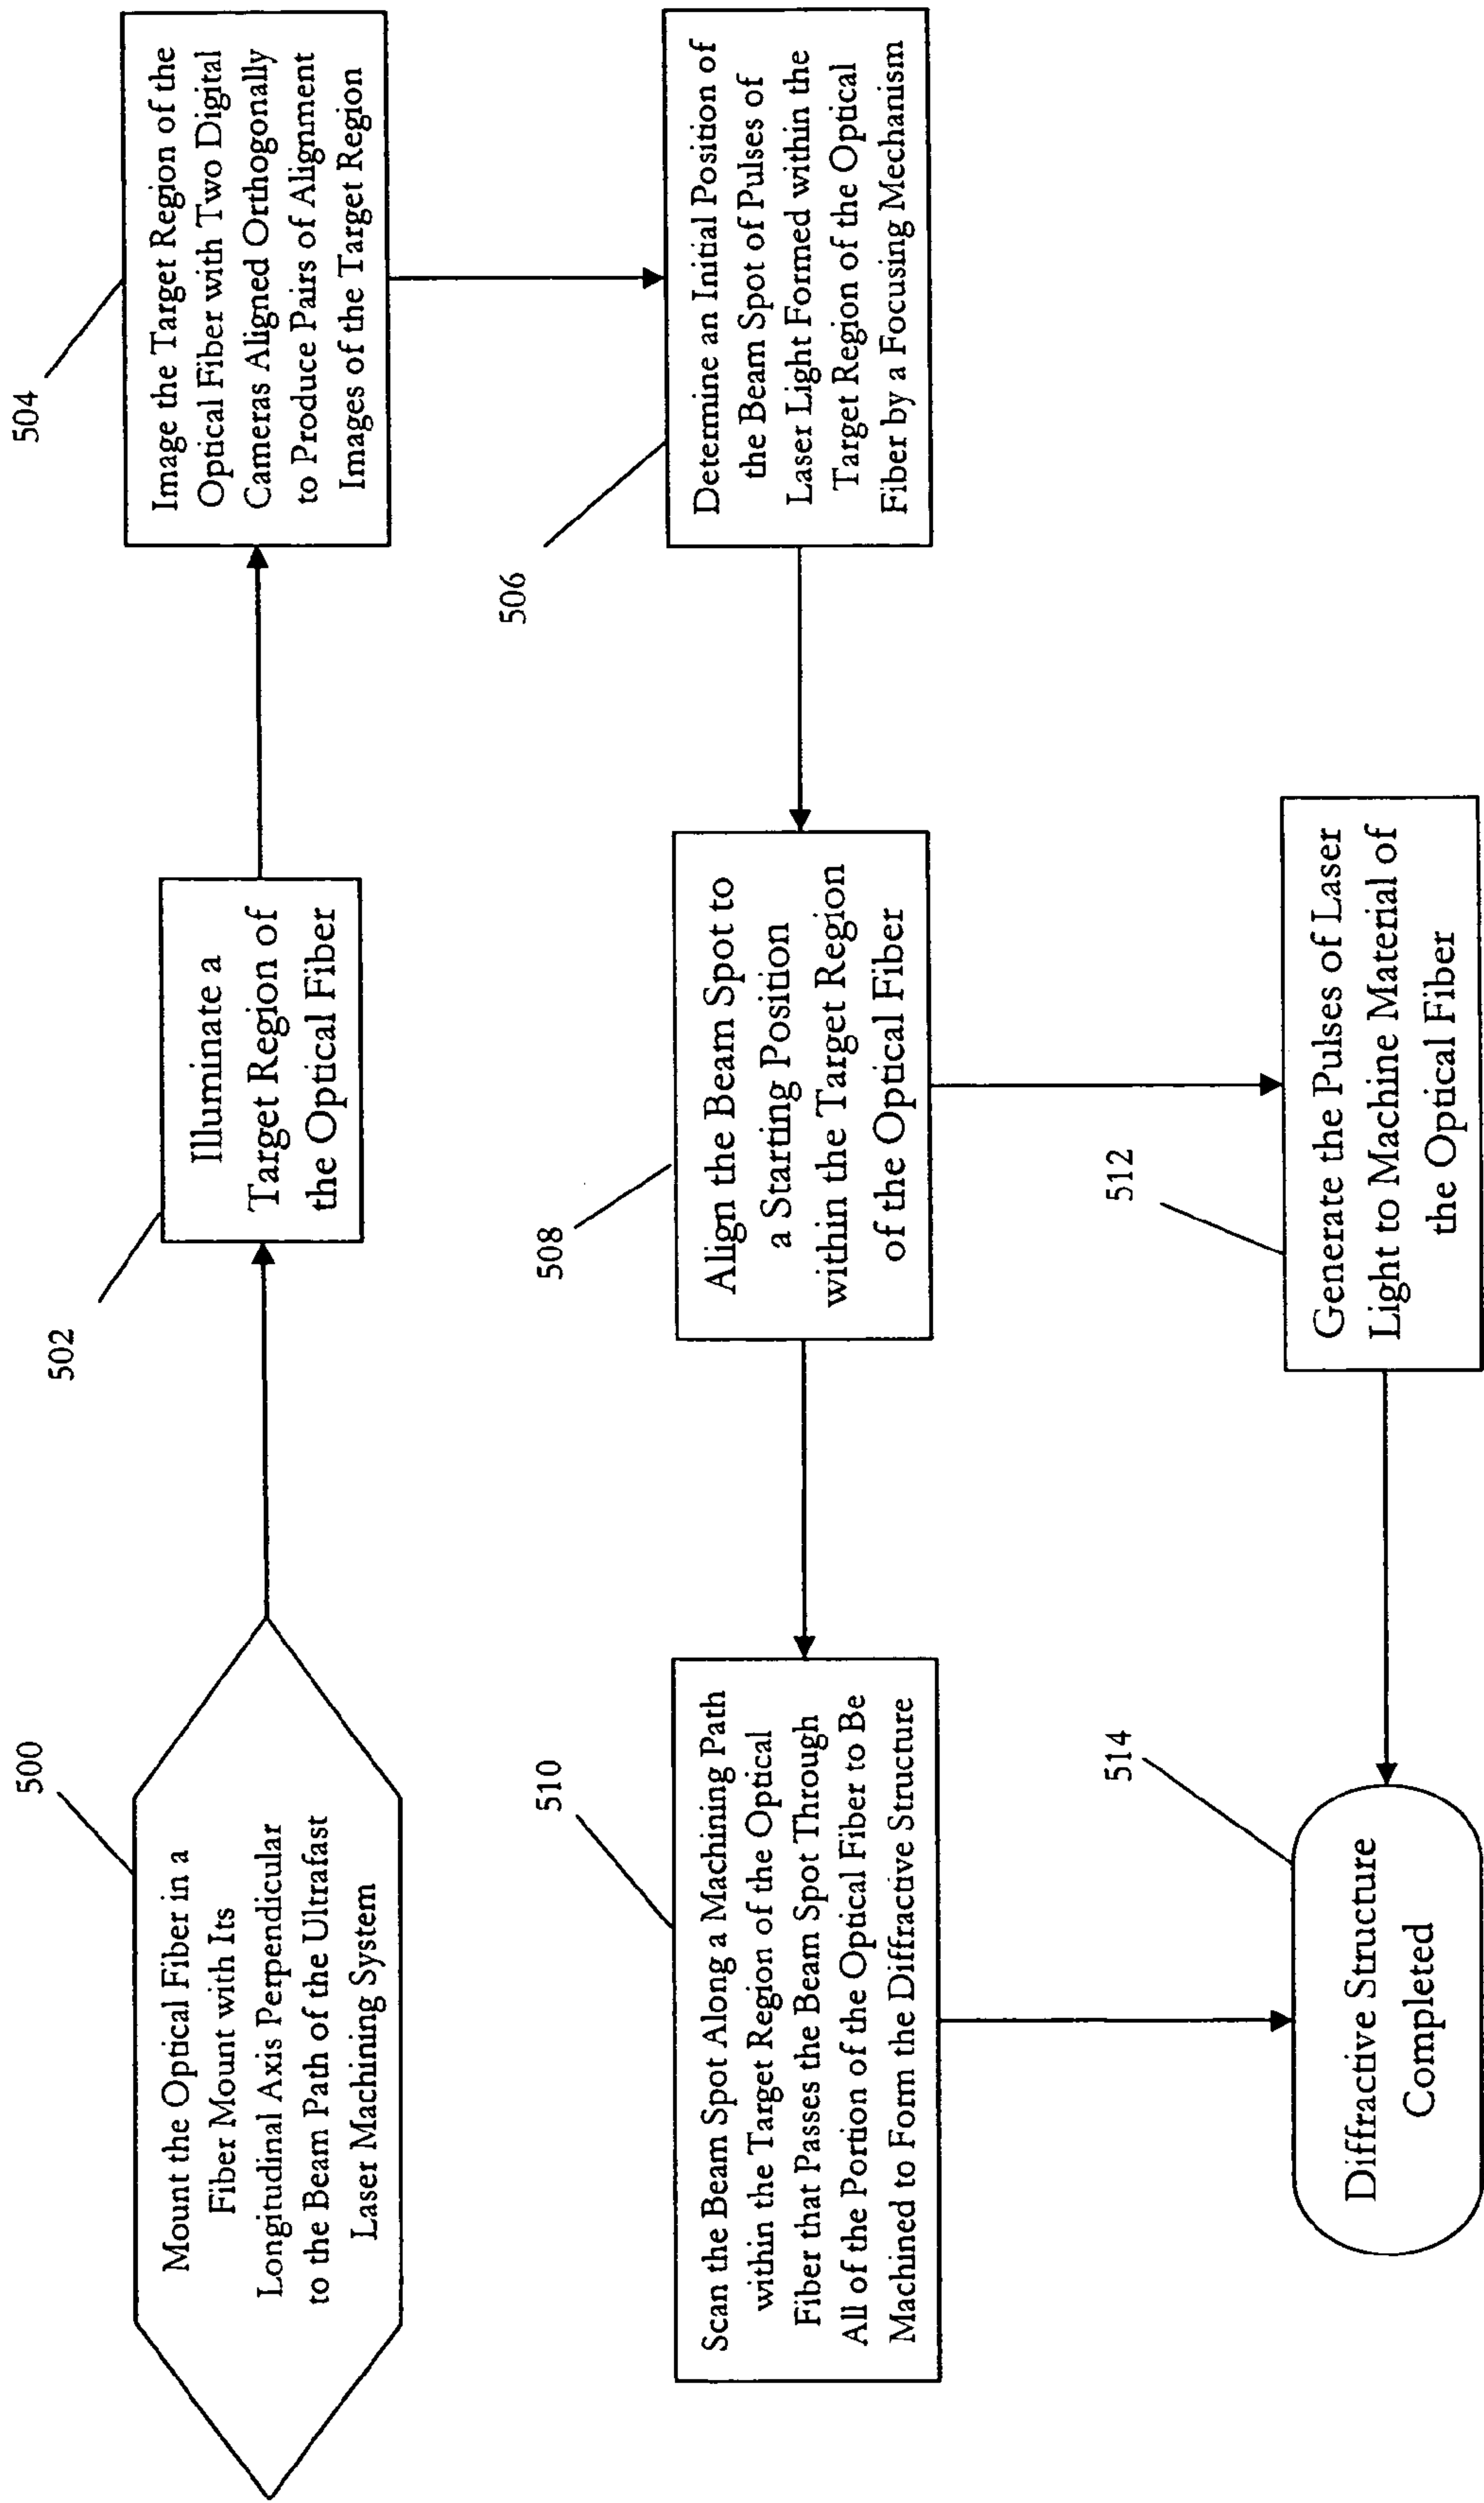 500
Mount the Optical Fiber in a
Fiber Mount with Its
Longitudinal Axis Perpendicular
to the Beam Path of the Ultrafast
Laser Machining System
502
Illuminate a
Target Region of
the Optical Fiber
504
Image the Target Region of the
Optical Fiber with Two Digital
Cameras Aligned Orthogonally
to Produce Pairs of Alignment
Images of the Target Region
506
Determine an Initial Position of
the Beam Spot of Pulses of
Laser Light Formed within the
Target Region of the Optical
Fiber by a Focusing Mechanism
508
Align the Beam Spot to
a Starting Position
within the Target Region
of the Optical Fiber
510
Scan the Beam Spot Along a Machining Path
within the Target Region of the Optical
Fiber that Passes the Beam Spot Through
All of the Portion of the Optical Fiber to Be
Machined to Form the Diffractive Structure
512
Generate the Pulses of Laser
Light to Machine Material of
the Optical Fiber
514
Diffractive Structure
Completed